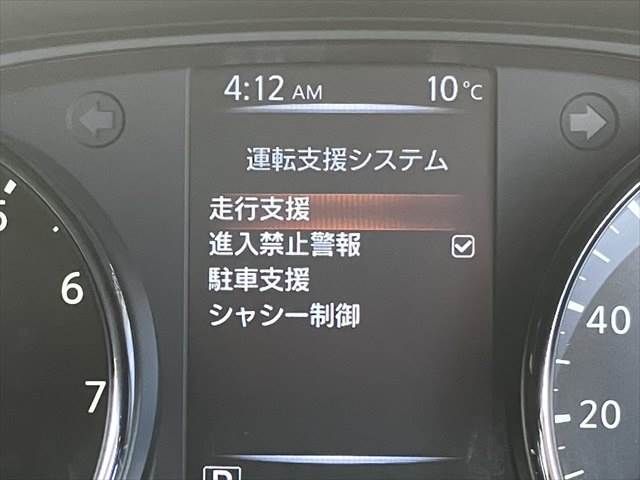 4:12 AM 10°C
運転支援システム
走行支援
進入禁止警報
駐車支援
シャシー制御
5
6
7
40
20
P